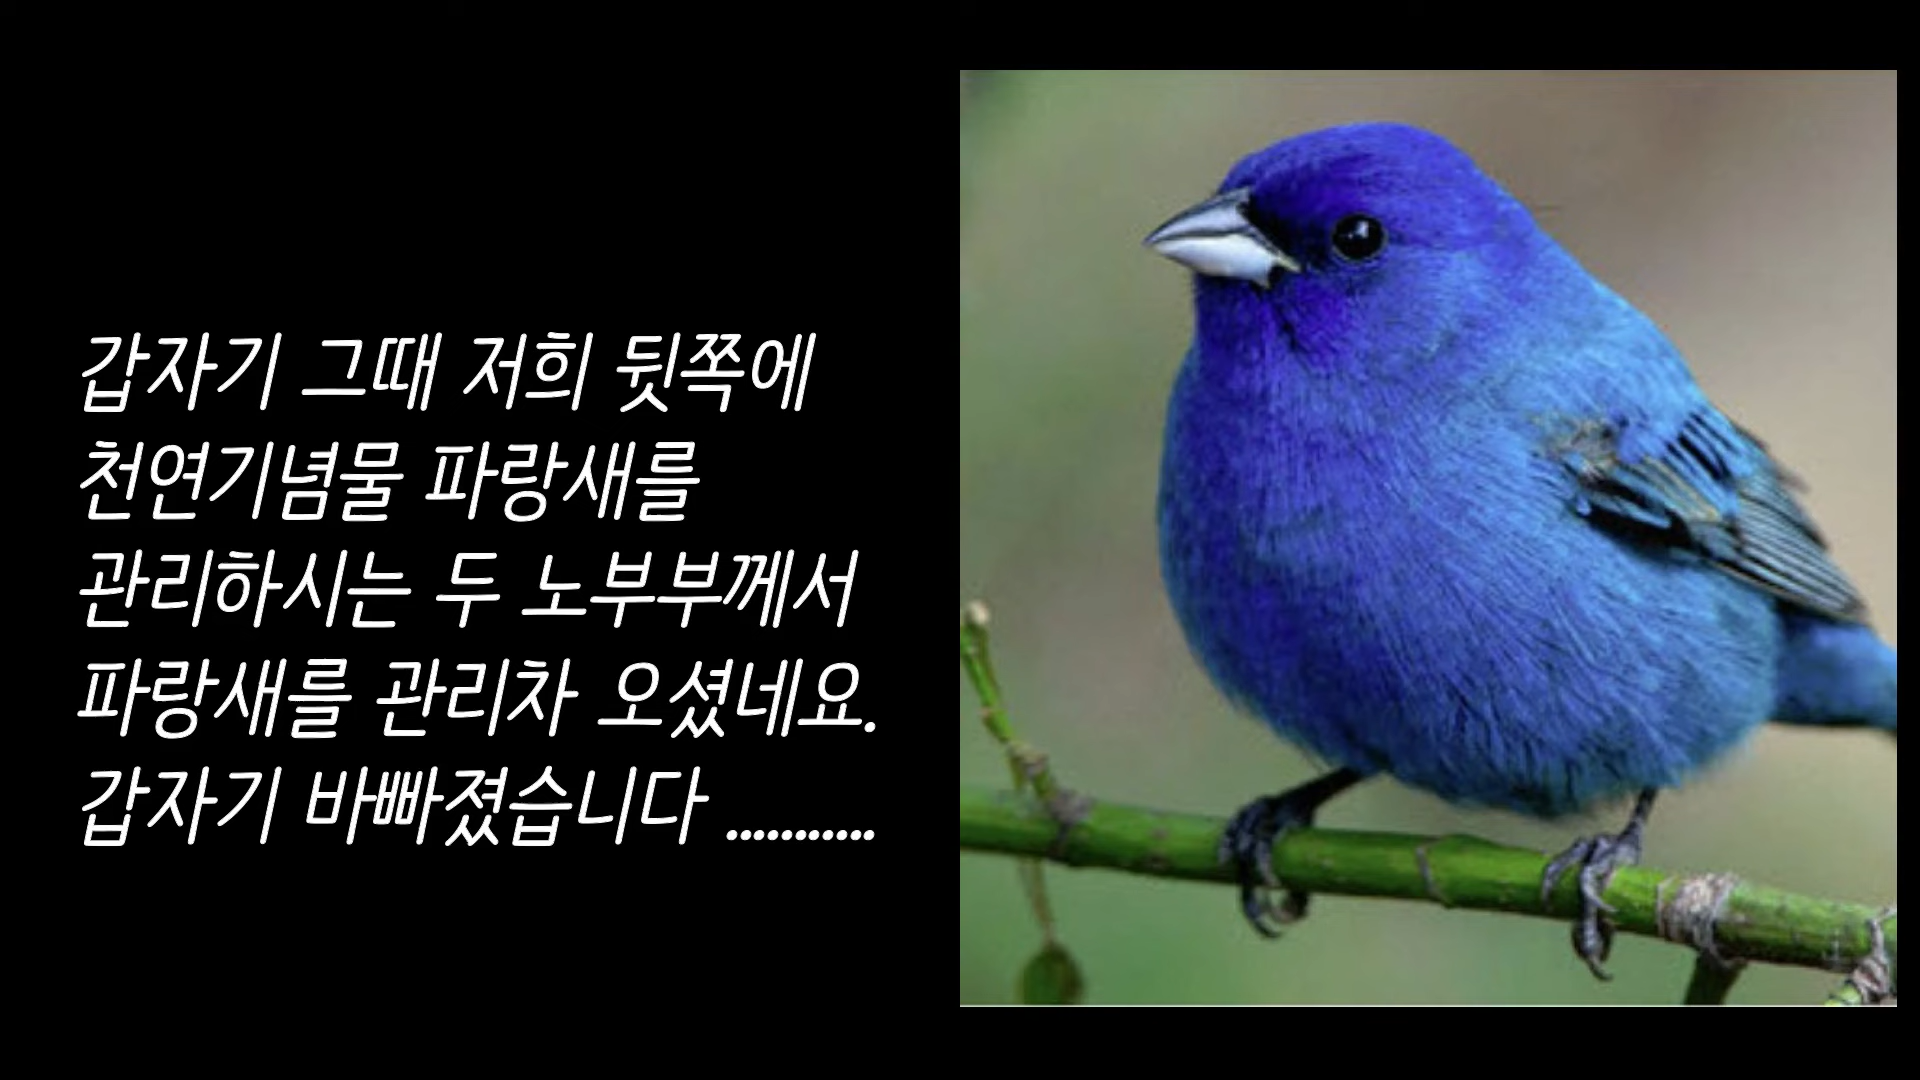 갑자기 그때 저희 뒷쪽에
천연기념물 파랑새를
관리하시는 두 노부부께서
파랑새를 관리차 오셨네요.
갑자기 바빠졌습니다 ...........